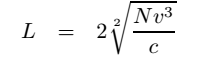 L = 2\sqrt[2]{\frac{Nv^3}{c}}